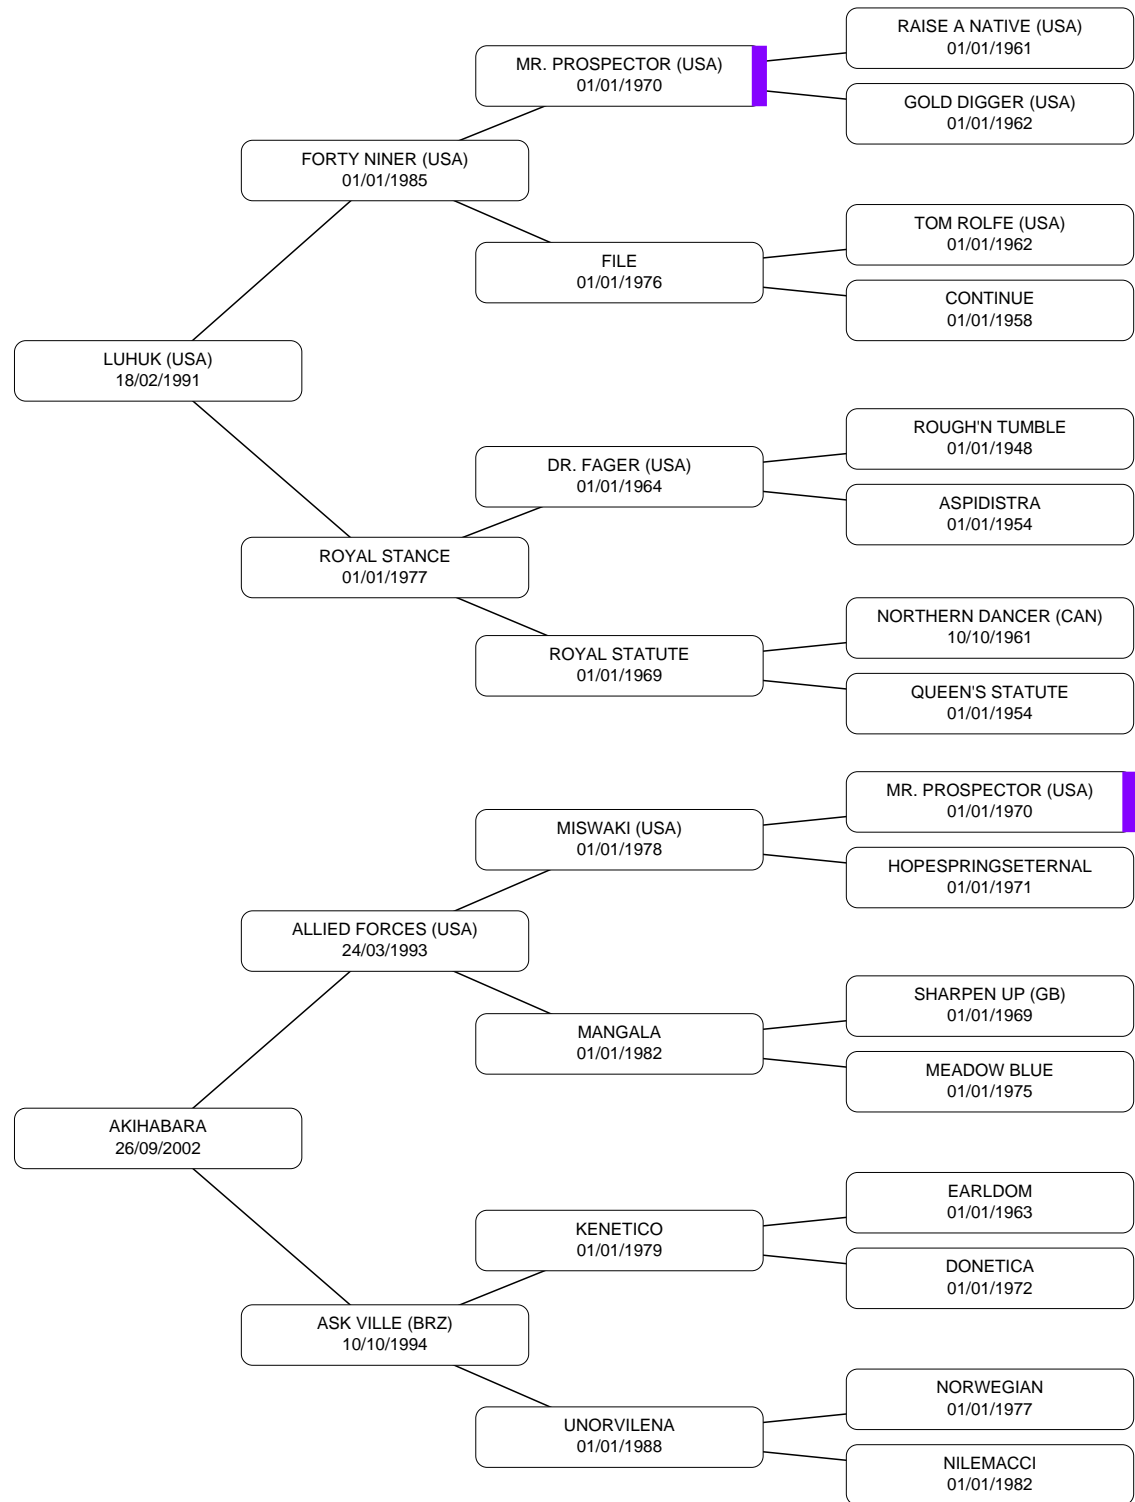 RAISE A NATIVE (USA)
01/01/1961
MR. PROSPECTOR (USA)
01/01/1970
GOLD DIGGER (USA)
01/01/1962
FORTY NINER (USA)
01/01/1985
TOM ROLFE (USA)
01/01/1962
FILE
01/01/1976
CONTINUE
01/01/1958
LUHUK (USA)
18/02/1991
ROUGH'N TUMBLE
01/01/1948
DR. FAGER (USA)
01/01/1964
ASPIDISTRA
01/01/1954
ROYAL STANCE
01/01/1977
NORTHERN DANCER (CAN)
10/10/1961
ROYAL STATUTE
01/01/1969
QUEEN'S STATUTE
01/01/1954
MR. PROSPECTOR (USA)
01/01/1970
MISWAKI (USA)
01/01/1978
HOPESPRINGSETERNAL
01/01/1971
ALLIED FORCES (USA)
24/03/1993
SHARPEN UP (GB)
01/01/1969
MANGALA
01/01/1982
MEADOW BLUE
01/01/1975
AKIHABARA
26/09/2002
EARLDOM
01/01/1963
KENETICO
01/01/1979
DONETICA
01/01/1972
ASK VILLE (BRZ)
10/10/1994
NORWEGIAN
01/01/1977
UNORVILENA
01/01/1988
NILEMACCI
01/01/1982